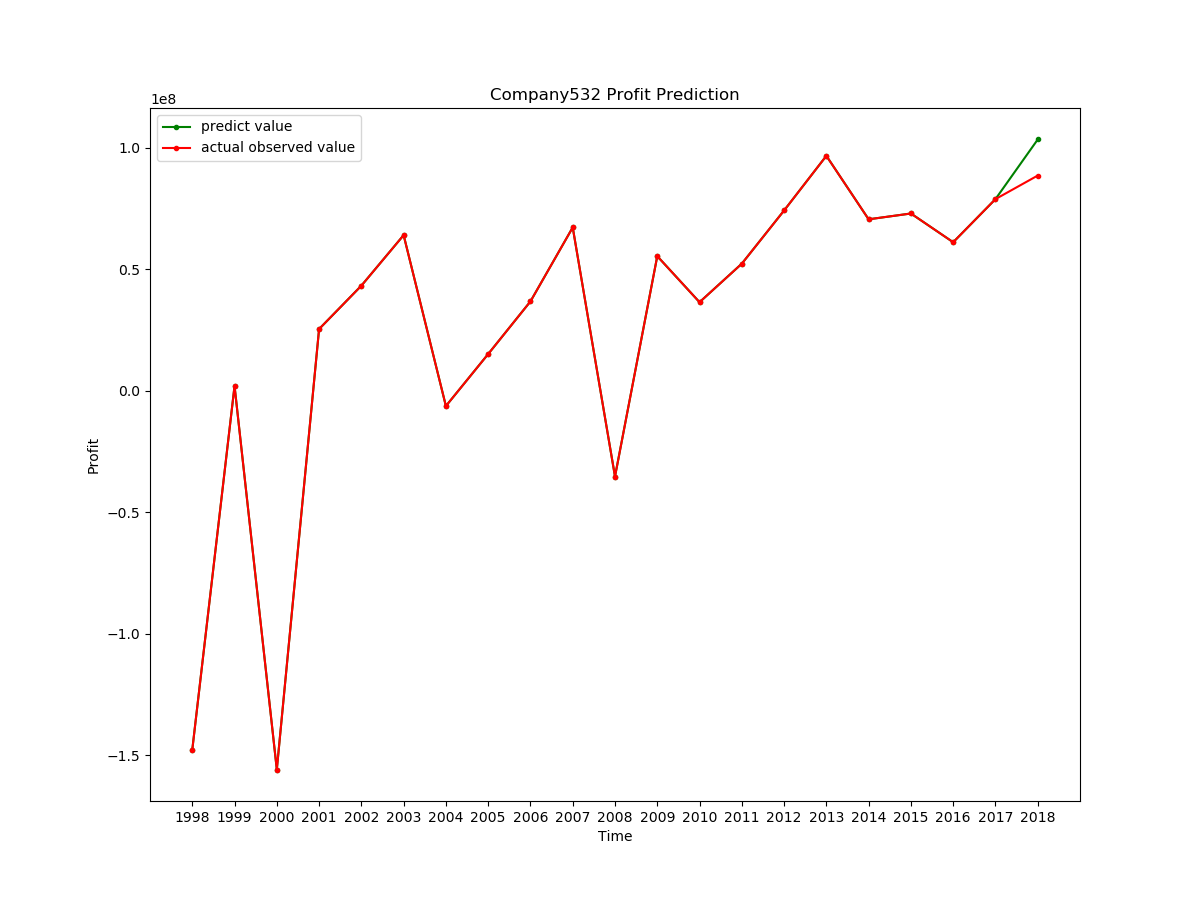 Company532 Profit Prediction
1e8
predict value
actual observed value
1.0
0.5
0.0
−0.5
−1.0
−1.5
Profit
1998 1999 2000 2001 2002 2003 2004 2005 2006 2007 2008 2009 2010 2011 2012 2013 2014 2015 2016 2017 2018
Time